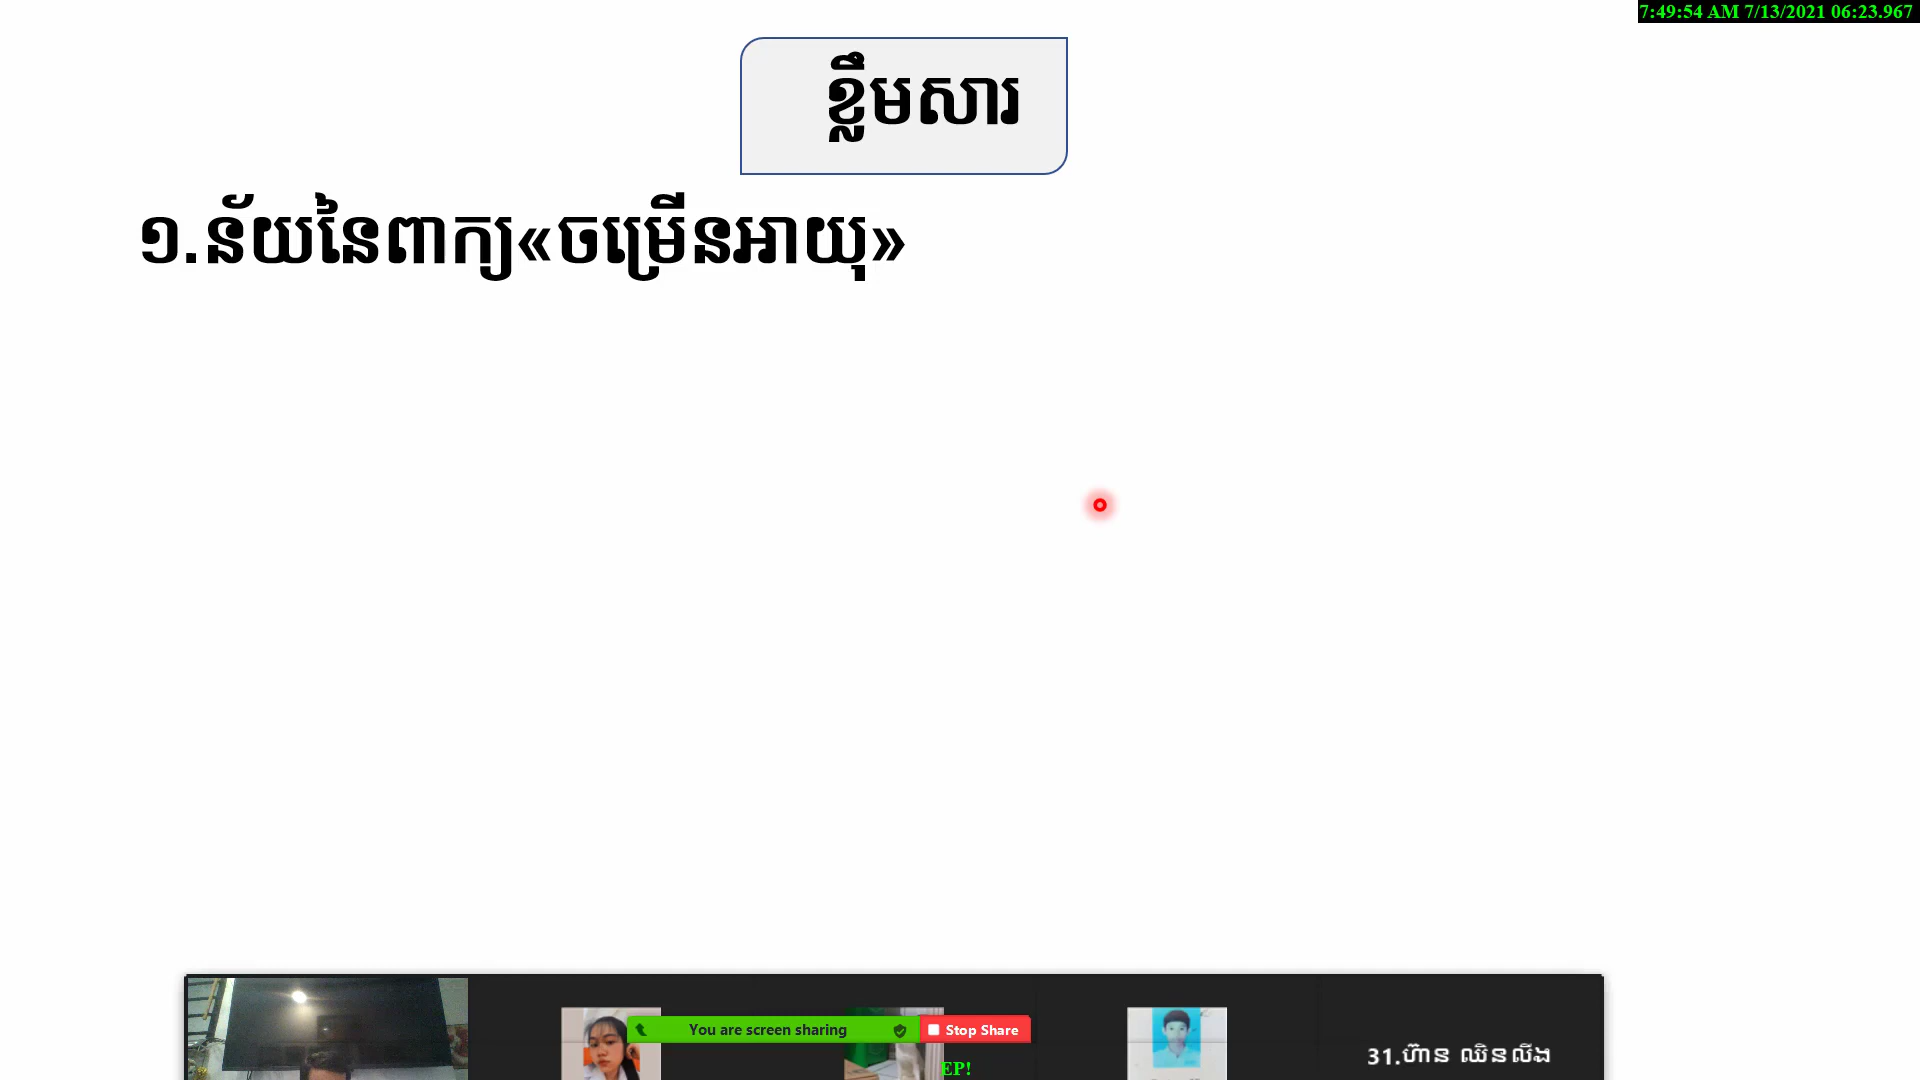 7:49:54 AM 7/13/2021 06:23.967
ខ្លឹមសារ
១.ន័យនៃពាក្យ«ចម្រើនអាយុ»
You are screen sharing
Stop Share
EP!
31.ហ៊ាន ឈិនលីង